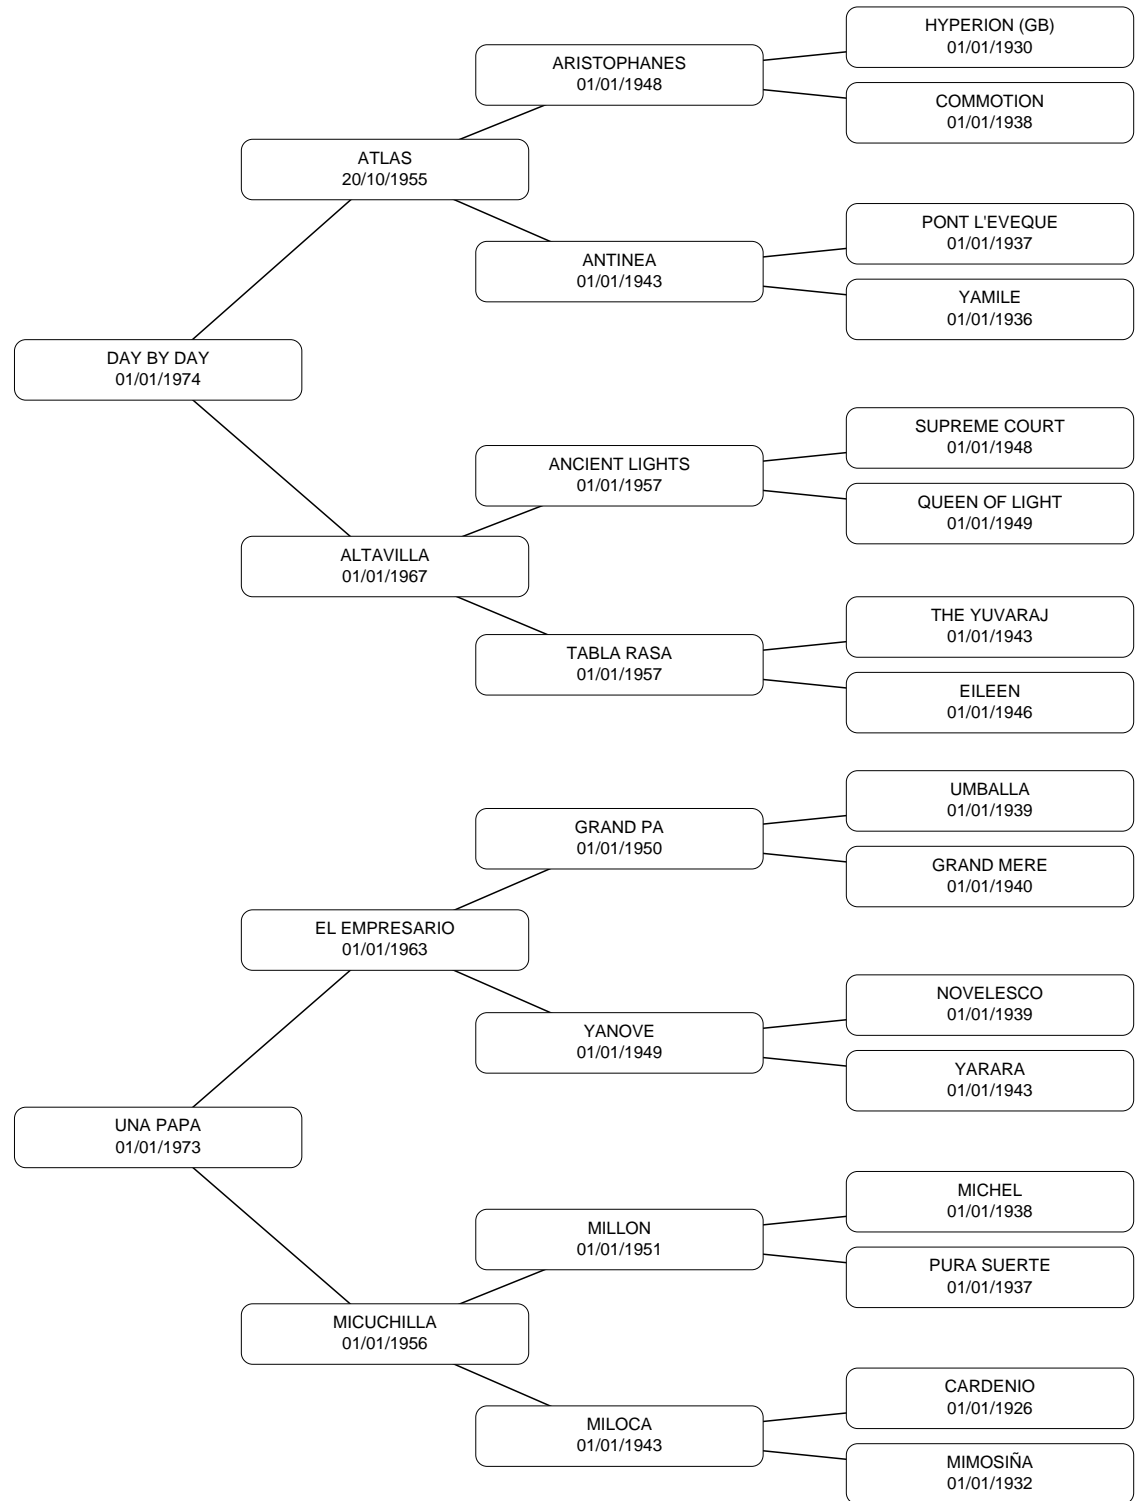 HYPERION (GB)
01/01/1930
ARISTOPHANES
01/01/1948
COMMOTION
01/01/1938
ATLAS
20/10/1955
PONT L'EVEQUE
01/01/1937
ANTINEA
01/01/1943
YAMILE
01/01/1936
DAY BY DAY
01/01/1974
SUPREME COURT
01/01/1948
ANCIENT LIGHTS
01/01/1957
QUEEN OF LIGHT
01/01/1949
ALTAVILLA
01/01/1967
THE YUVARAJ
01/01/1943
TABLA RASA
01/01/1957
EILEEN
01/01/1946
UMBALLA
01/01/1939
GRAND PA
01/01/1950
GRAND MERE
01/01/1940
EL EMPRESARIO
01/01/1963
NOVELESCO
01/01/1939
YANOVE
01/01/1949
YARARA
01/01/1943
UNA PAPA
01/01/1973
MICHEL
01/01/1938
MILLON
01/01/1951
PURA SUERTE
01/01/1937
MICUCHILLA
01/01/1956
CARDENIO
01/01/1926
MILOCA
01/01/1943
MIMOSIÑA
01/01/1932